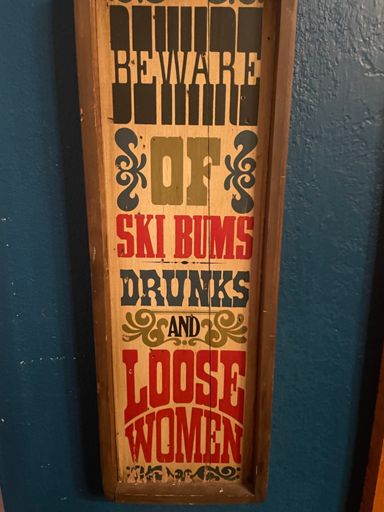 BEWARE
OF
SKI BUMS
DRUNKS
AND
LOOSE
WOMEN